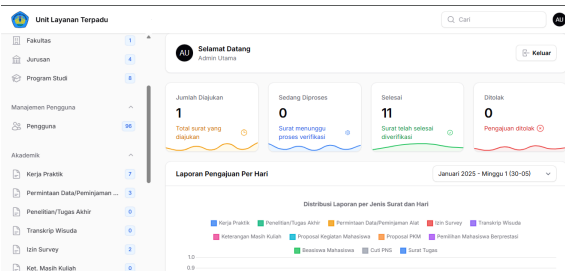 Unit Layanan Terpadu
Cari
AU
Fakultas 1
Jurusan 4
Program Studi 8
Manajemen Pengguna
Pengguna 96
Akademik
Kerja Praktik 7
Permintaan Data/Peminjaman ... 3
Penelitian/Tugas Akhir 0
Transkrip Wisuda 0
Izin Survey 2
Ket. Masih Kuliah 0
AU
Selamat Datang
Admin Utama
Keluar
Jumlah Diajukan
1
Total surat yang
diajukan
Sedang Diproses
0
Surat menunggu
proses verifikasi
Selesai
11
Surat telah selesai
diverifikasi
Ditolak
0
Pengajuan ditolak
Laporan Pengajuan Per Hari
Januari 2025 - Minggu 1 (30-05)
Distribusi Laporan per Jenis Surat dan Hari
Kerja Praktik Penelitian/Tugas Akhir Permintaan Data/Peminjaman Alat Izin Survey Transkrip Wisuda
Keterangan Masih Kuliah Proposal Kegiatan Mahasiswa Proposal PKM Pemilihan Mahasiswa Berprestasi
Beasiswa Mahasiswa Cuti PNS Surat Tugas
1.0
0.9